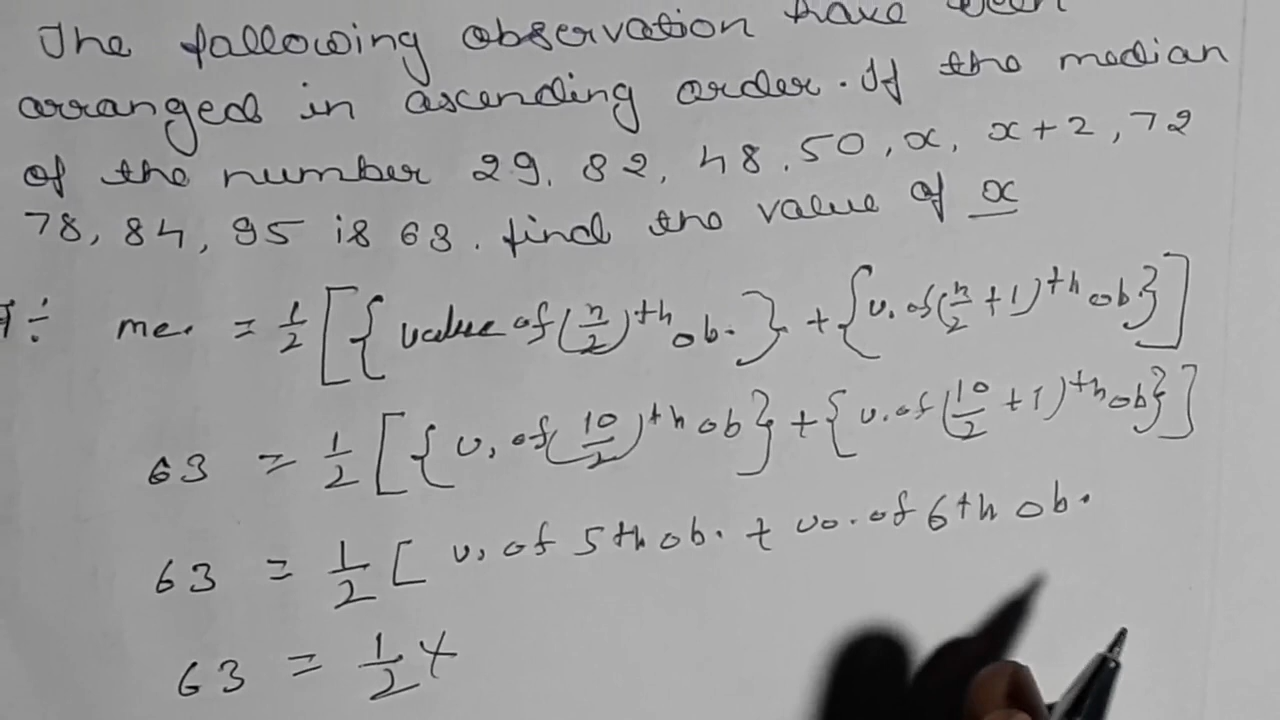 The following observation have been
arranged in ascending order. If the median
of the number 29, 82, 48, 50, x, x+2, 72
78, 84, 95 is 63. find the value of x
÷ me. = 1/2 [{value of (n/2)th ob.} + {v. of (n/2 + 1)th ob}]
63 = 1/2 [{v. of (10/2)th ob} + {v. of (10/2 + 1)th ob}]
63 = 1/2 [ v. of 5th ob. + vo. of 6th ob.
63 = 1/2 ×